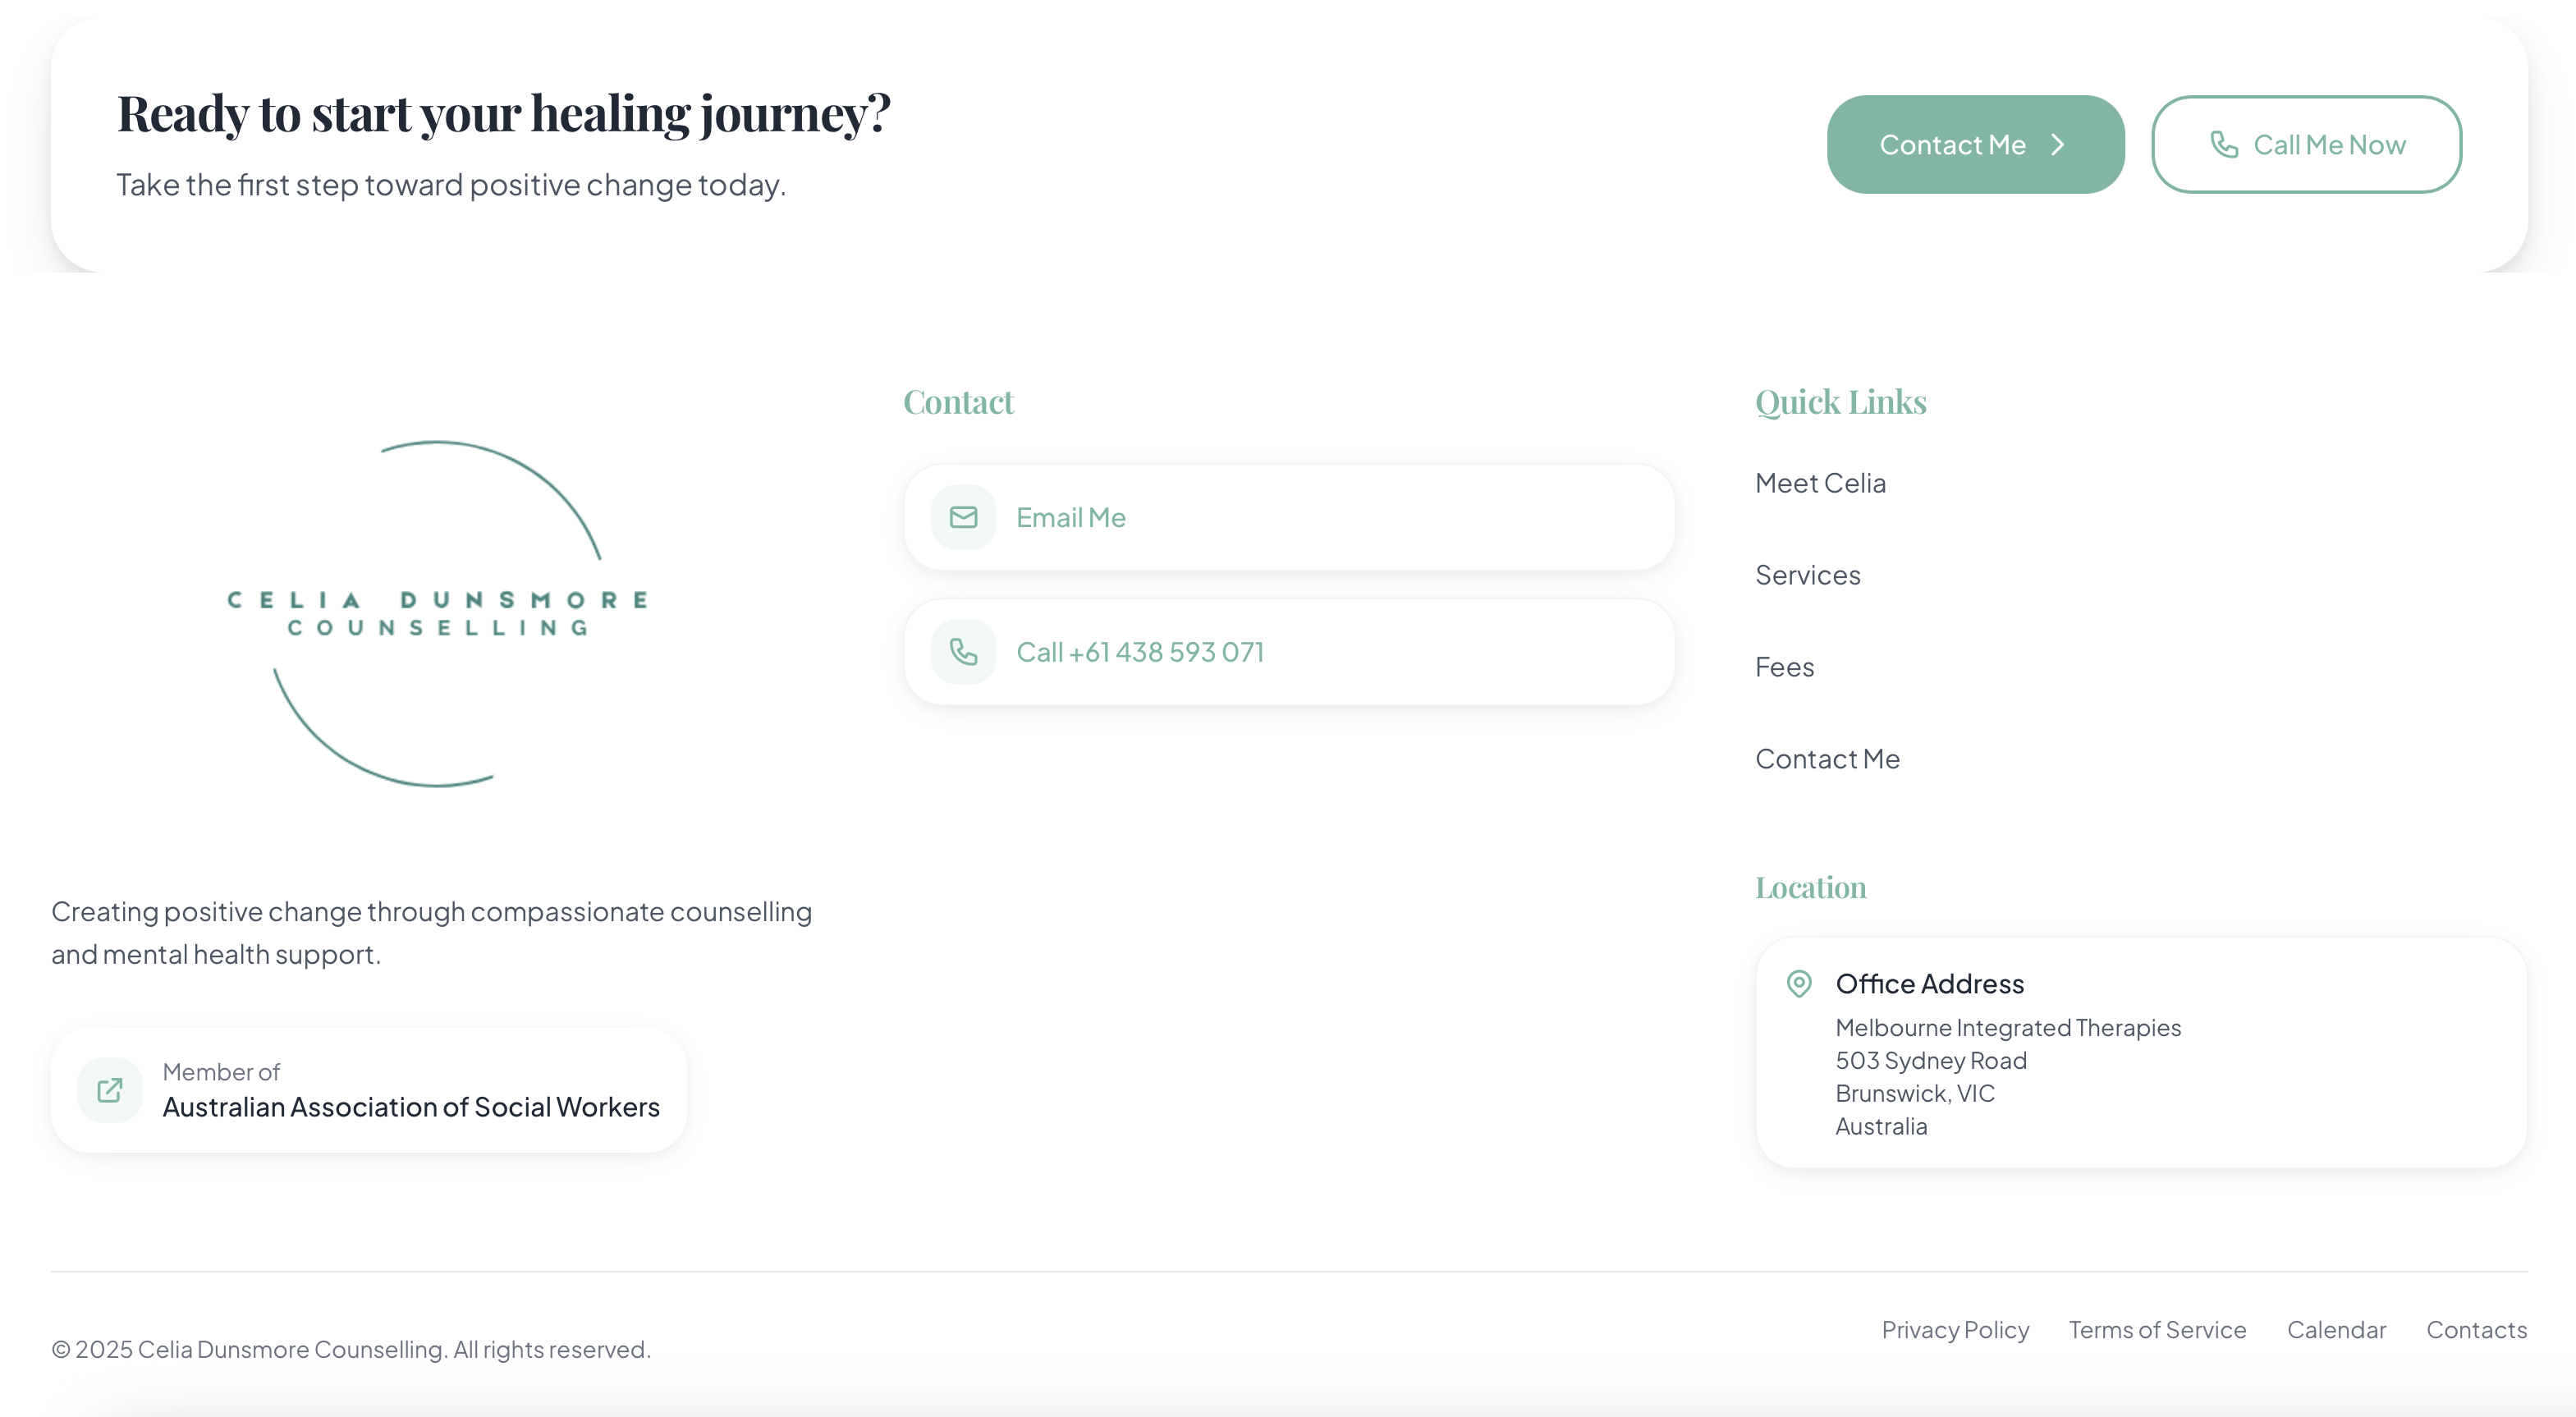 Ready to start your healing journey?
Take the first step toward positive change today.
Contact Me
Call Me Now
CELIA DUNSMORE
COUNSELLING
Creating positive change through compassionate counselling
and mental health support.
Member of
Australian Association of Social Workers
Contact
Email Me
Call +61 438 593 071
Quick Links
Meet Celia
Services
Fees
Contact Me
Location
Office Address
Melbourne Integrated Therapies
503 Sydney Road
Brunswick, VIC
Australia
© 2025 Celia Dunsmore Counselling. All rights reserved.
Privacy Policy
Terms of Service
Calendar
Contacts